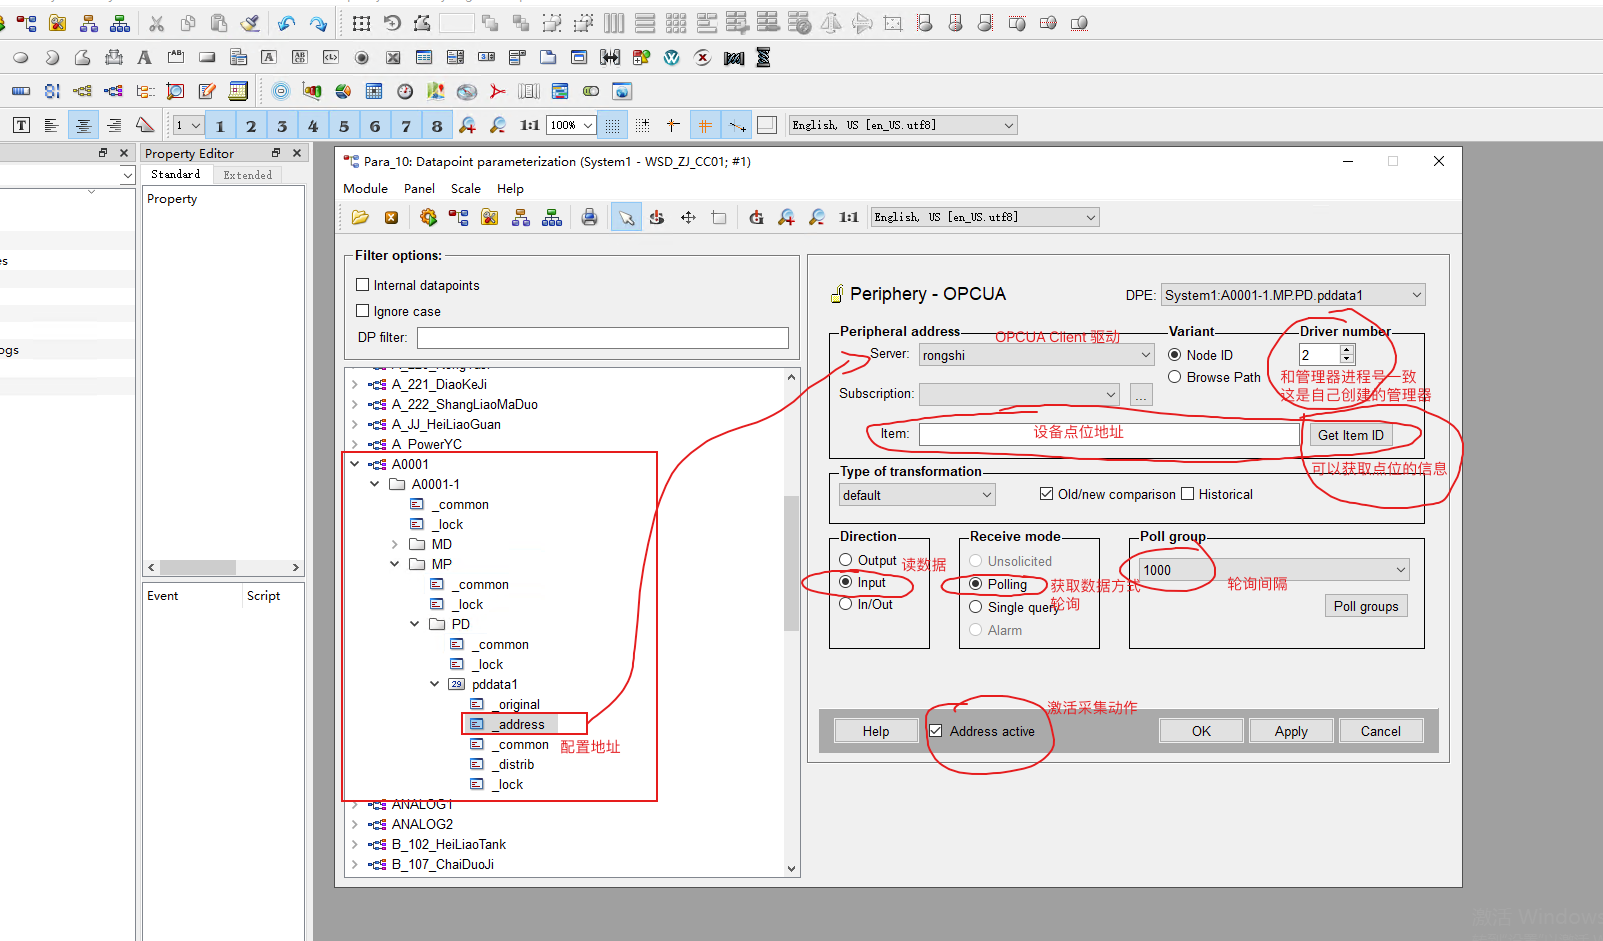 1
1 2 3 4 5 6 7 8
1:1
100%
English, US [en_US.utf8]
Property Editor
Standard
Extended
Property
es
ogs
Event
Script
Para_10: Datapoint parameterization (System1 - WSD_ZJ_CC01; #1)
Module Panel Scale Help
1:1
English, US [en_US.utf8]
Filter options:
Internal datapoints
Ignore case
DP filter:
A_221_DiaoKeJi
A_222_ShangLiaoMaDuo
A_JJ_HeiLiaoGuan
A_PowerYC
A0001
A0001-1
_common
_lock
MD
MP
_common
_lock
PD
_common
_lock
29 pddata1
_original
_address
_common
配置地址
_distrib
_lock
ANALOG1
ANALOG2
B_102_HeiLiaoTank
B_107_ChaiDuoJi
Periphery - OPCUA
DPE: System1:A0001-1.MP.PD.pddata1
Peripheral address
OPCUA Client 驱动
Server: rongshi
Subscription:
...
Variant
Node ID
Browse Path
Driver number
2
和管理器进程号一致
这是自己创建的管理器
Item:
设备点位地址
Get Item ID
可以获取点位的信息
Type of transformation
default
Old/new comparison
Historical
Direction
Output
读数据
Input
In/Out
Receive mode
Unsolicited
Polling
获取数据方式
轮询
Single query
Alarm
Poll group
1000
轮询间隔
Poll groups
激活采集动作
Help
Address active
OK
Apply
Cancel
激活 Windows